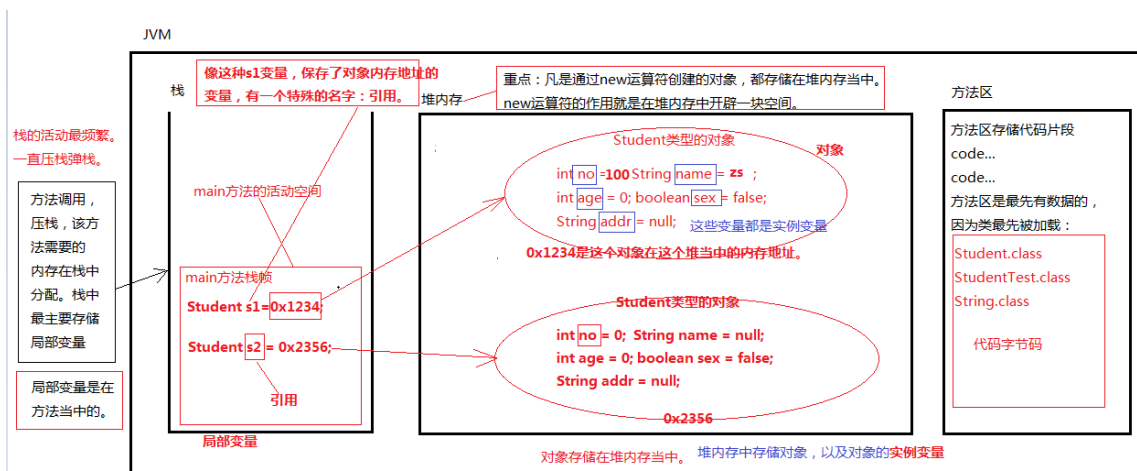 JVM
像这种s1变量，保存了对象内存地址的
变量，有一个特殊的名字：引用。
栈
堆内存
重点：凡是通过new运算符创建的对象，都存储在堆内存当中。
new运算符的作用就是在堆内存中开辟一块空间。
方法区
栈的活动最频繁。
一直压栈弹栈。
方法调用，
压栈，该方
法需要的
内存在栈中
分配。栈中
最主要存储
局部变量
局部变量是在
方法当中的。
main方法的活动空间
main方法栈帧
Student s1=0x1234;
Student s2 = 0x2356;
引用
局部变量
Student类型的对象
对象
int no =100 String name = zs ;
int age = 0; boolean sex = false;
String addr = null;
这些变量都是实例变量
0x1234是这个对象在这个堆当中的内存地址。
Student类型的对象
int no = 0; String name = null;
int age = 0; boolean sex = false;
String addr = null;
0x2356
对象存储在堆内存当中。
堆内存中存储对象，以及对象的实例变量
方法区存储代码片段
code...
code...
方法区是最先有数据的，
因为类最先被加载：
Student.class
StudentTest.class
String.class
代码字节码